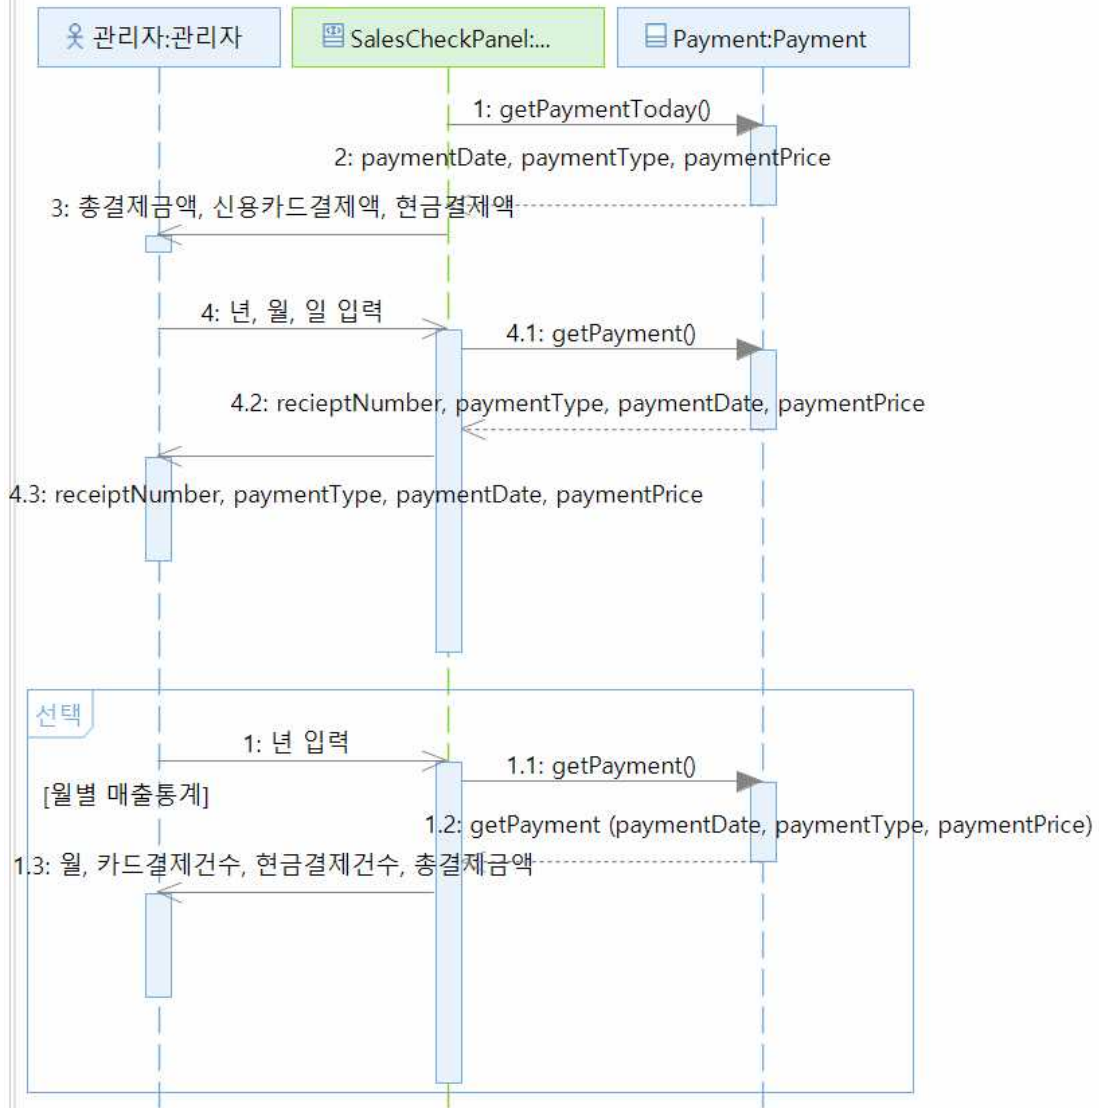 관리자:관리자
SalesCheckPanel:...
Payment:Payment
1: getPaymentToday()
2: paymentDate, paymentType, paymentPrice
3: 총결제금액, 신용카드결제액, 현금결제액
4: 년, 월, 일 입력
4.1: getPayment()
4.2: recieptNumber, paymentType, paymentDate, paymentPrice
4.3: receiptNumber, paymentType, paymentDate, paymentPrice
선택
1: 년 입력
1.1: getPayment()
[월별 매출통계]
1.2: getPayment (paymentDate, paymentType, paymentPrice)
1.3: 월, 카드결제건수, 현금결제건수, 총결제금액